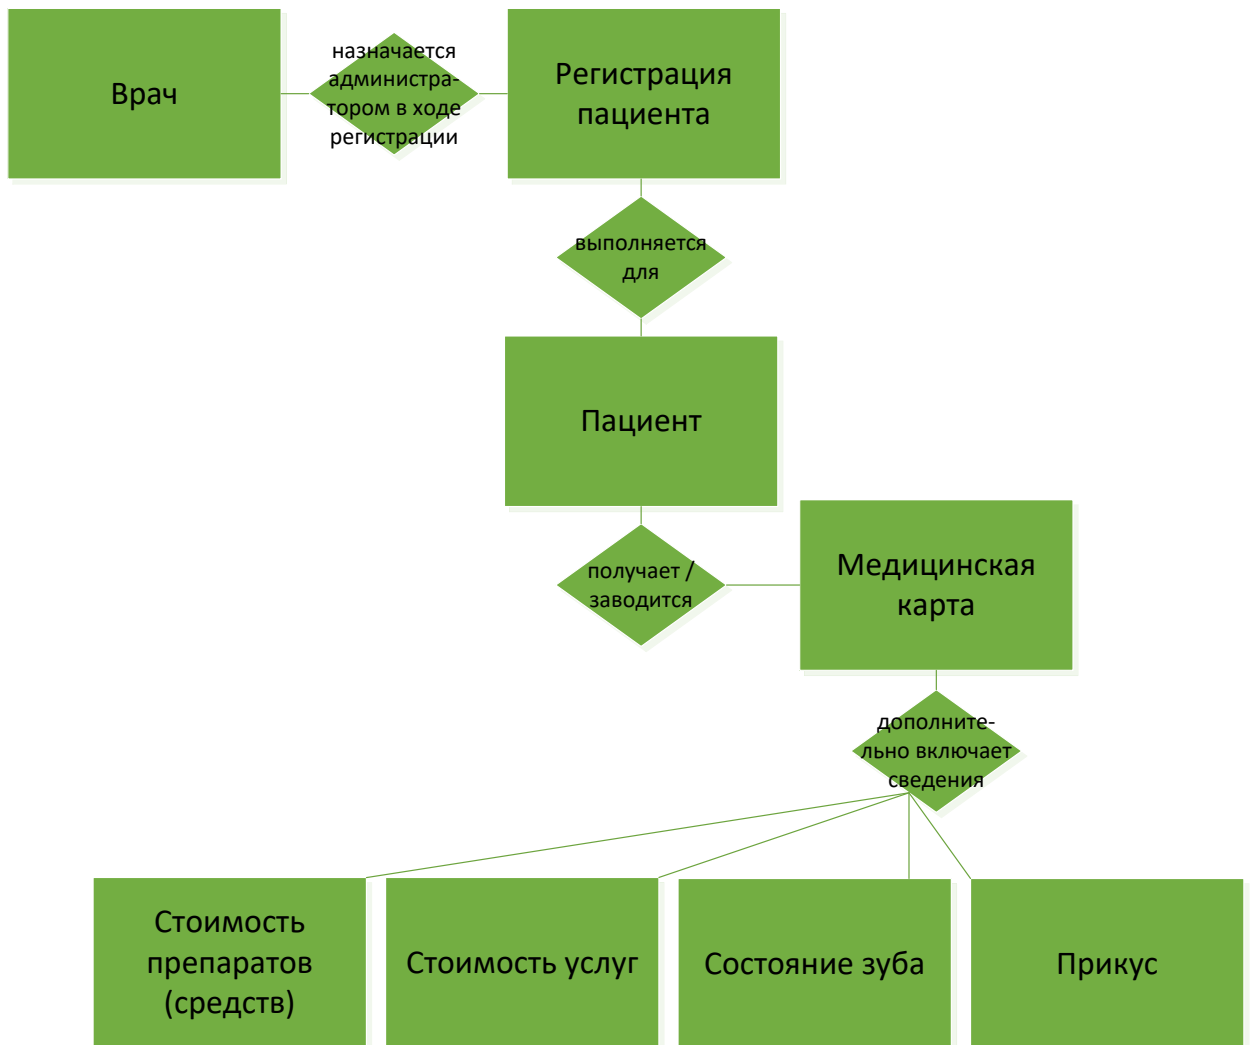 Врач
назначается
администра-
тором в ходе
регистрации
Регистрация
пациента
выполняется
для
Пациент
получает /
заводится
Медицинская
карта
дополните-
льно включает
сведения
Стоимость
препаратов
(средств)
Стоимость услуг
Состояние зуба
Прикус